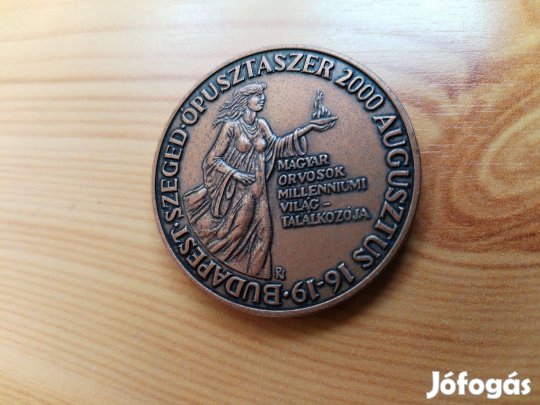 BUDAPEST·SZEGED·ÓPUSZTASZER 2000 AUGUSZTUS 16-19·
MAGYAR
ORVOSOK
MILLENNIUMI
VILÁG-
TALÁLKOZÓJA
Jófogás